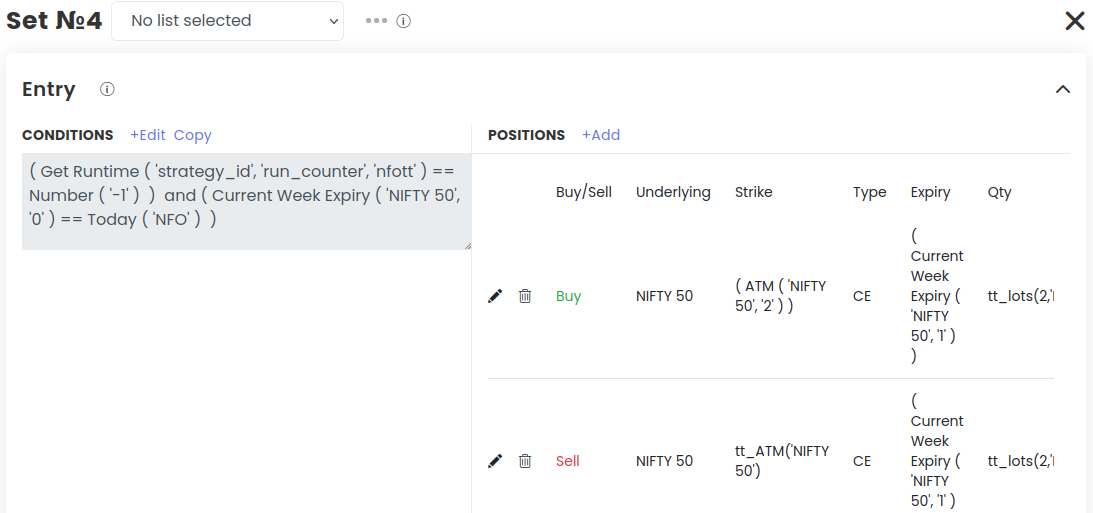 Set №4
No list selected
Entry
CONDITIONS +Edit Copy
( Get Runtime ( 'strategy_id', 'run_counter', 'nfott' ) ==
Number ( '-1' ) ) and ( Current Week Expiry ( 'NIFTY 50',
'0' ) == Today ( 'NFO' ) )
POSITIONS +Add
Buy/Sell Underlying Strike Type Expiry Qty
Buy
NIFTY 50
( ATM ( 'NIFTY
50', '2' ) )
CE
(
Current
Week
Expiry (
'NIFTY
50', '1' )
)
tt_lots(2,'
Sell
NIFTY 50
tt_ATM('NIFTY
50')
CE
(
Current
Week
Expiry (
'NIFTY
50', '1' )
tt_lots(2,'